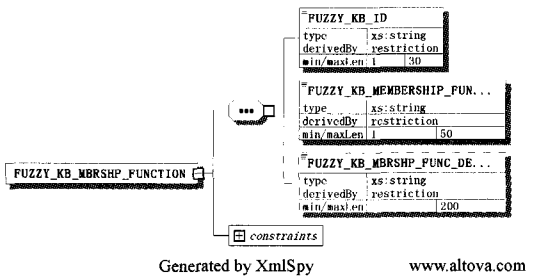 FUZZY_KB_ID
type xs:string
derivedBy restriction
min/maxLen 1 30
FUZZY_KB_MEMBERSHIP_FUN...
type xs:string
derivedBy restriction
min/maxLen 1 50
FUZZY_KB_MBRSHP_FUNCTION
FUZZY_KB_MBRSHP_FUNC_DE...
type xs:string
derivedBy restriction
min/maxLen 200
constraints
Generated by XmlSpy www.altova.com